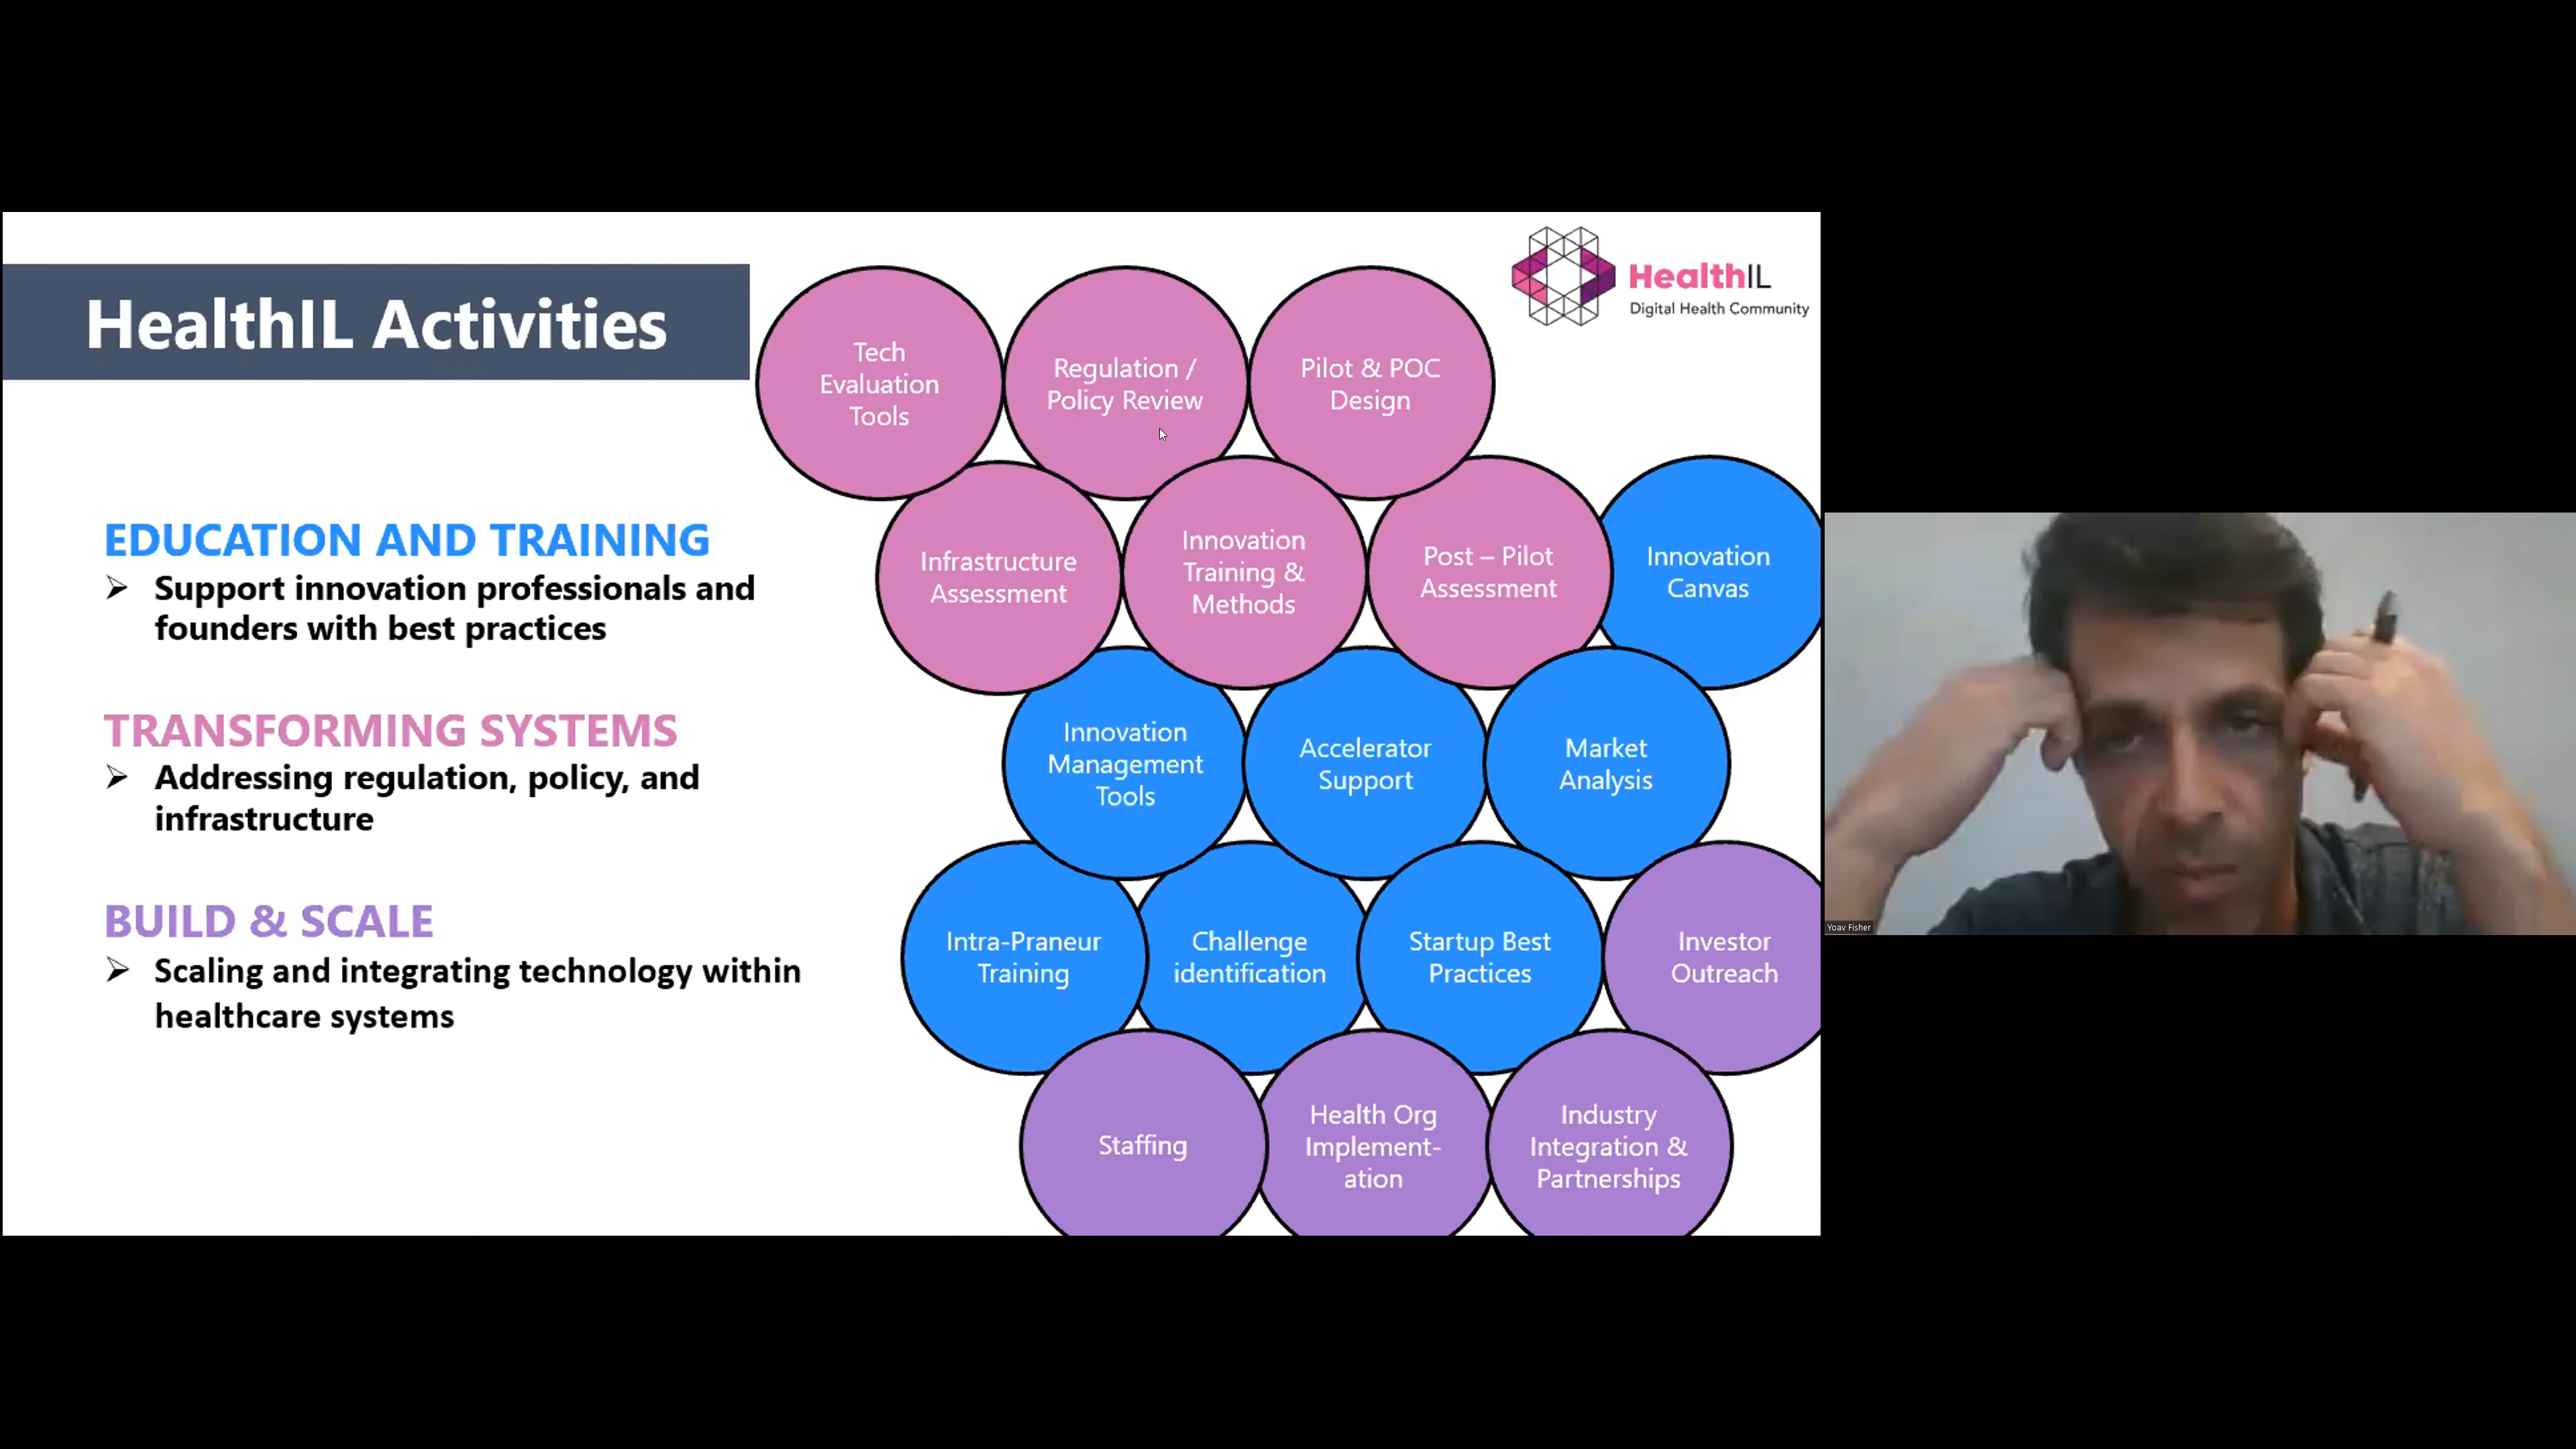 HealthIL Activities
HealthIL
Digital Health Community
EDUCATION AND TRAINING
➢ Support innovation professionals and
founders with best practices
TRANSFORMING SYSTEMS
➢ Addressing regulation, policy, and
infrastructure
BUILD & SCALE
➢ Scaling and integrating technology within
healthcare systems
Tech
Evaluation
Tools
Regulation /
Policy Review
Pilot & POC
Design
Infrastructure
Assessment
Innovation
Training &
Methods
Post – Pilot
Assessment
Innovation
Canvas
Innovation
Management
Tools
Accelerator
Support
Market
Analysis
Intra-Praneur
Training
Challenge
identification
Startup Best
Practices
Investor
Outreach
Staffing
Health Org
Implement-
ation
Industry
Integration &
Partnerships
Yoav Fisher